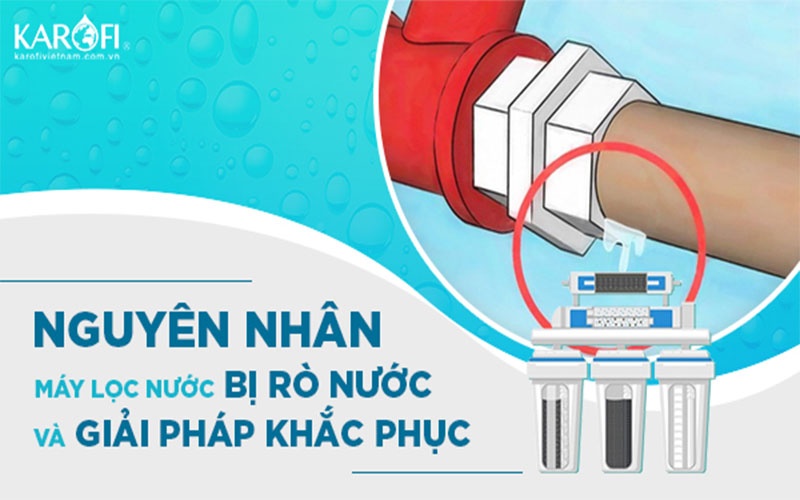 KAROFI®
karofivietnam.com.vn
NGUYÊN NHÂN
MÁY LỌC NƯỚC BỊ RÒ NƯỚC
VÀ GIẢI PHÁP KHẮC PHỤC